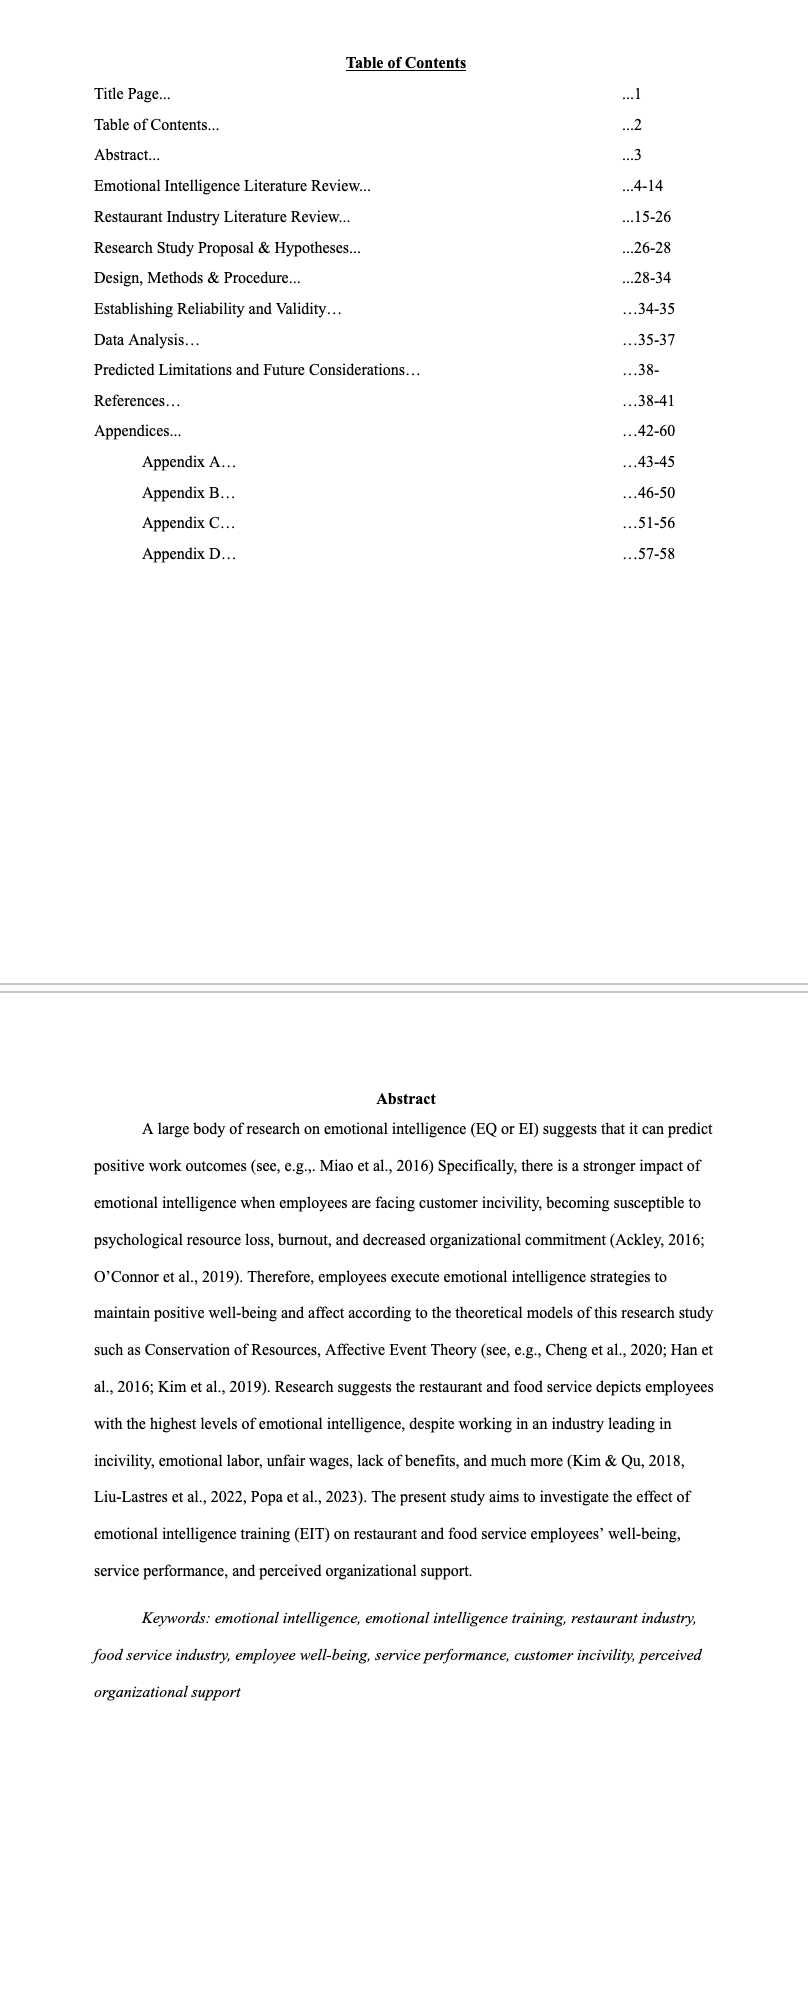 Table of Contents
Title Page... ...1
Table of Contents... ...2
Abstract... ...3
Emotional Intelligence Literature Review... ...4-14
Restaurant Industry Literature Review... ...15-26
Research Study Proposal & Hypotheses... ...26-28
Design, Methods & Procedure... ...28-34
Establishing Reliability and Validity… …34-35
Data Analysis… …35-37
Predicted Limitations and Future Considerations… …38-
References… …38-41
Appendices... …42-60
Appendix A… …43-45
Appendix B… …46-50
Appendix C… …51-56
Appendix D… …57-58
Abstract
A large body of research on emotional intelligence (EQ or EI) suggests that it can predict
positive work outcomes (see, e.g.,. Miao et al., 2016) Specifically, there is a stronger impact of
emotional intelligence when employees are facing customer incivility, becoming susceptible to
psychological resource loss, burnout, and decreased organizational commitment (Ackley, 2016;
O’Connor et al., 2019). Therefore, employees execute emotional intelligence strategies to
maintain positive well-being and affect according to the theoretical models of this research study
such as Conservation of Resources, Affective Event Theory (see, e.g., Cheng et al., 2020; Han et
al., 2016; Kim et al., 2019). Research suggests the restaurant and food service depicts employees
with the highest levels of emotional intelligence, despite working in an industry leading in
incivility, emotional labor, unfair wages, lack of benefits, and much more (Kim & Qu, 2018,
Liu-Lastres et al., 2022, Popa et al., 2023). The present study aims to investigate the effect of
emotional intelligence training (EIT) on restaurant and food service employees’ well-being,
service performance, and perceived organizational support.
Keywords: emotional intelligence, emotional intelligence training, restaurant industry,
food service industry, employee well-being, service performance, customer incivility, perceived
organizational support